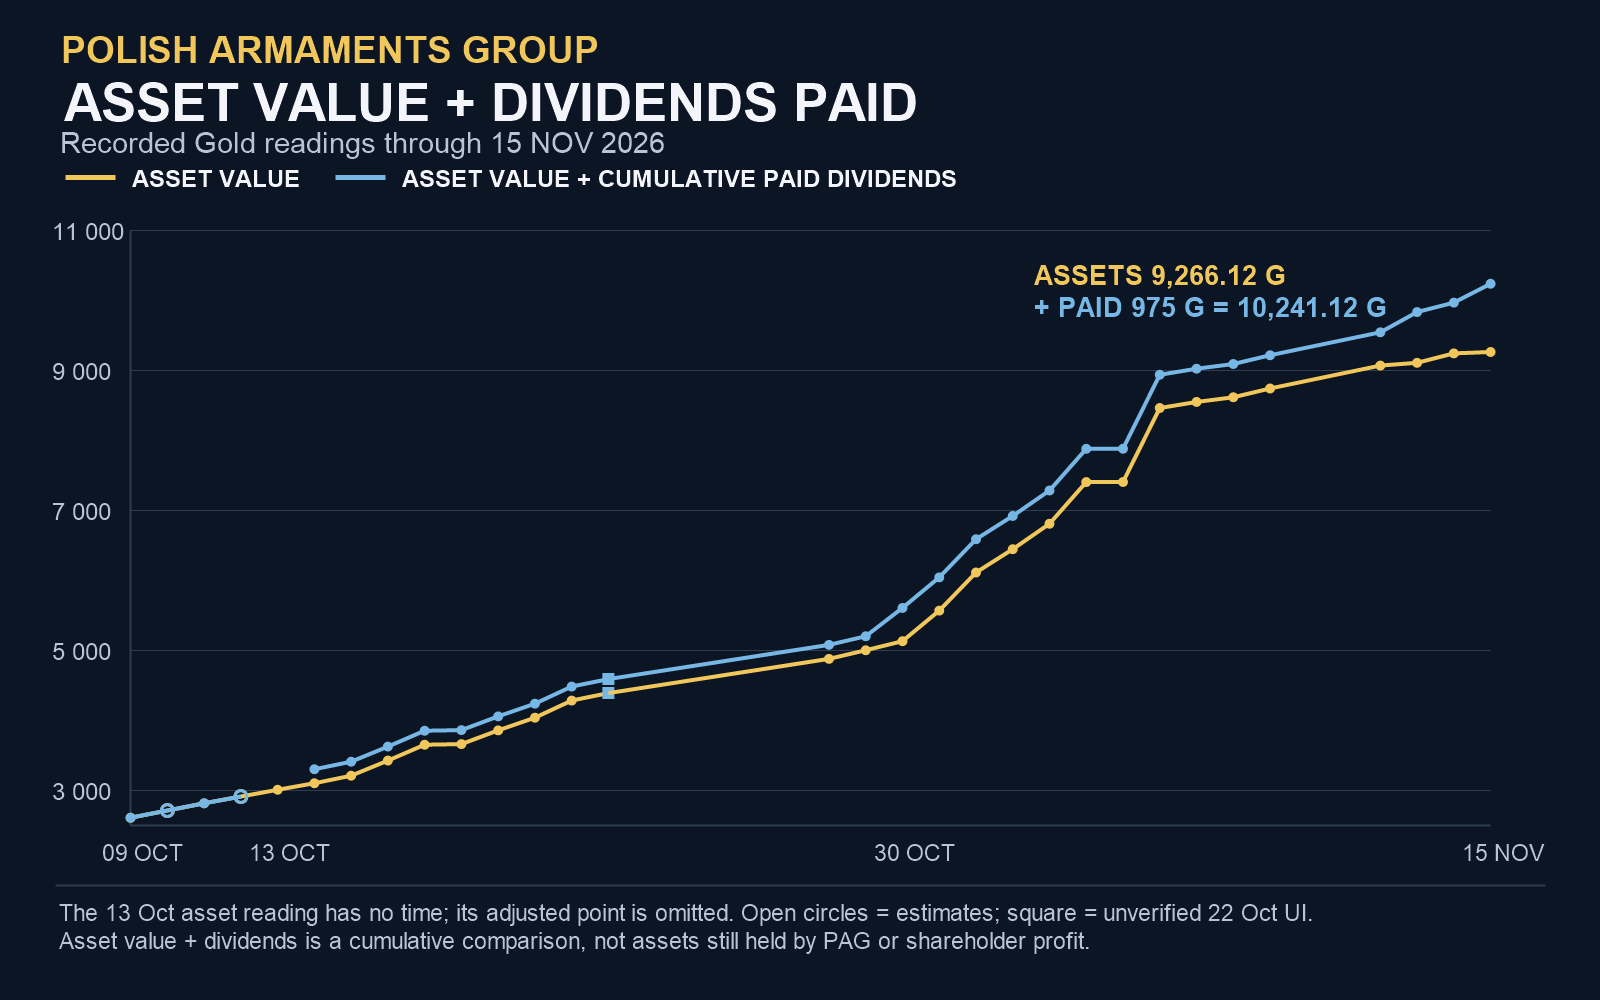 POLISH ARMAMENTS GROUP
ASSET VALUE + DIVIDENDS PAID
Recorded Gold readings through 15 NOV 2026
ASSET VALUE
ASSET VALUE + CUMULATIVE PAID DIVIDENDS
11 000
ASSETS 9,266.12 G
+ PAID 975 G = 10,241.12 G
9 000
7 000
5 000
3 000
09 OCT
13 OCT
30 OCT
15 NOV
The 13 Oct asset reading has no time; its adjusted point is omitted. Open circles = estimates; square = unverified 22 Oct UI.
Asset value + dividends is a cumulative comparison, not assets still held by PAG or shareholder profit.